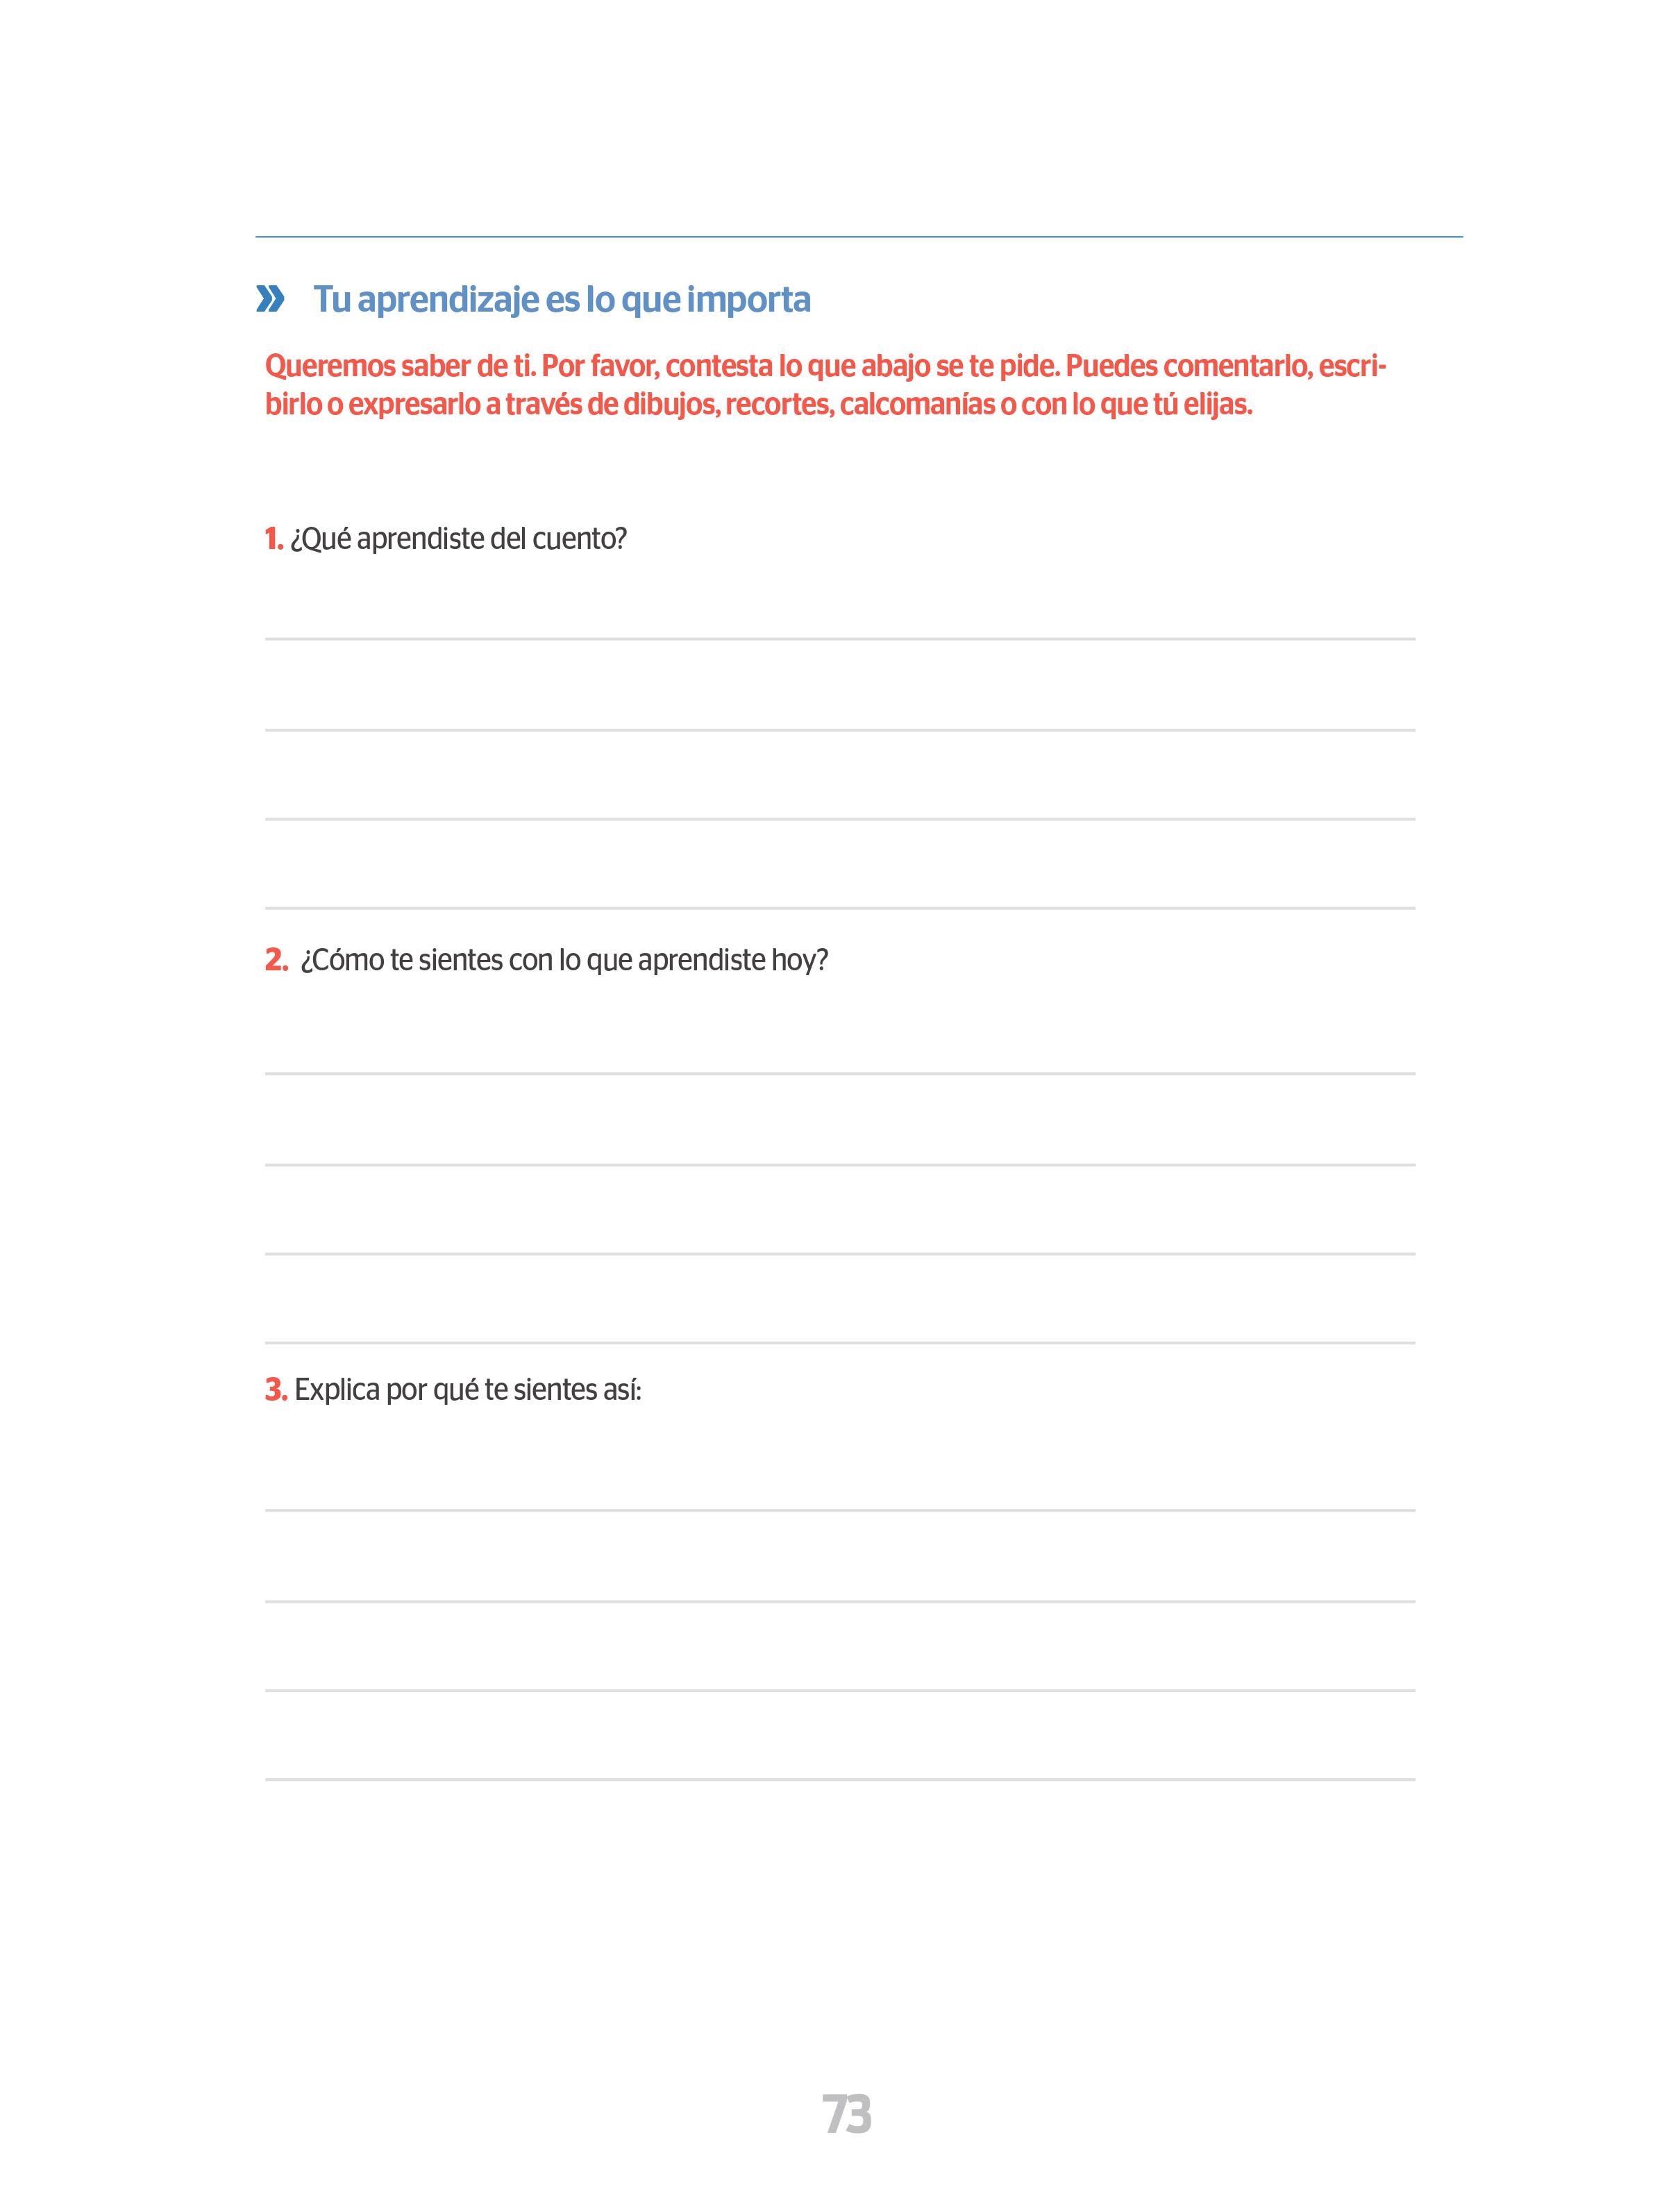 » Tu aprendizaje es lo que importa
Queremos saber de ti. Por favor, contesta lo que abajo se te pide. Puedes comentarlo, escri-
birlo o expresarlo a través de dibujos, recortes, calcomanías o con lo que tú elijas.
1. ¿Qué aprendiste del cuento?
2. ¿Cómo te sientes con lo que aprendiste hoy?
3. Explica por qué te sientes así:
73